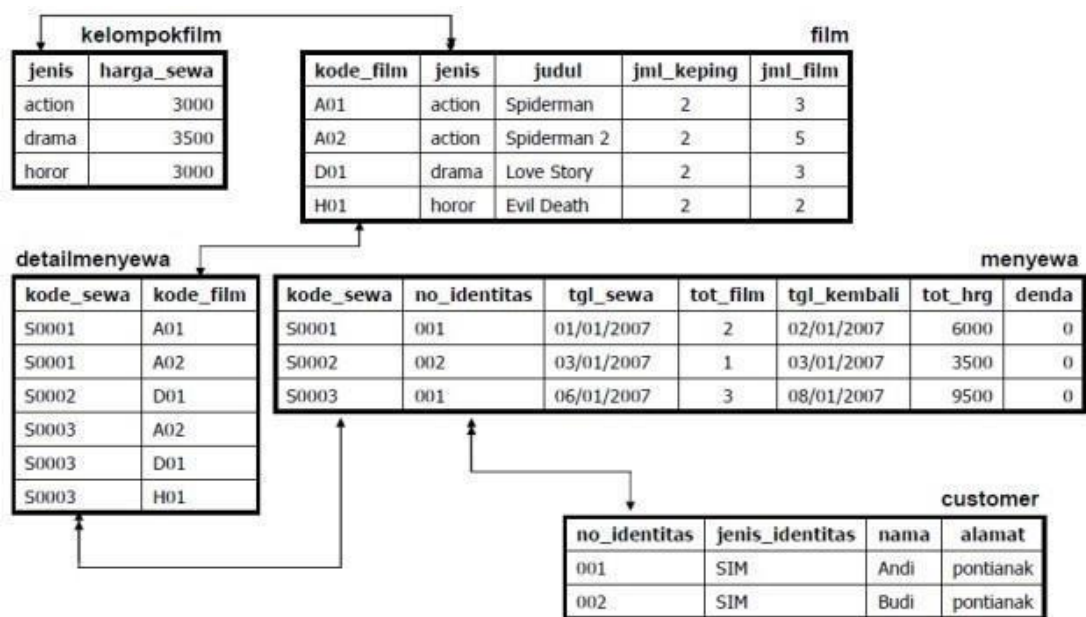 kelompokfilm
jenis harga_sewa
action 3000
drama 3500
horor 3000
film
kode_film jenis judul jml_keping jml_film
A01 action Spiderman 2 3
A02 action Spiderman 2 2 5
D01 drama Love Story 2 3
H01 horor Evil Death 2 2
detailmenyewa
kode_sewa kode_film
S0001 A01
S0001 A02
S0002 D01
S0003 A02
S0003 D01
S0003 H01
menyewa
kode_sewa no_identitas tgl_sewa tot_film tgl_kembali tot_hrg denda
S0001 001 01/01/2007 2 02/01/2007 6000 0
S0002 002 03/01/2007 1 03/01/2007 3500 0
S0003 001 06/01/2007 3 08/01/2007 9500 0
customer
no_identitas jenis_identitas nama alamat
001 SIM Andi pontianak
002 SIM Budi pontianak